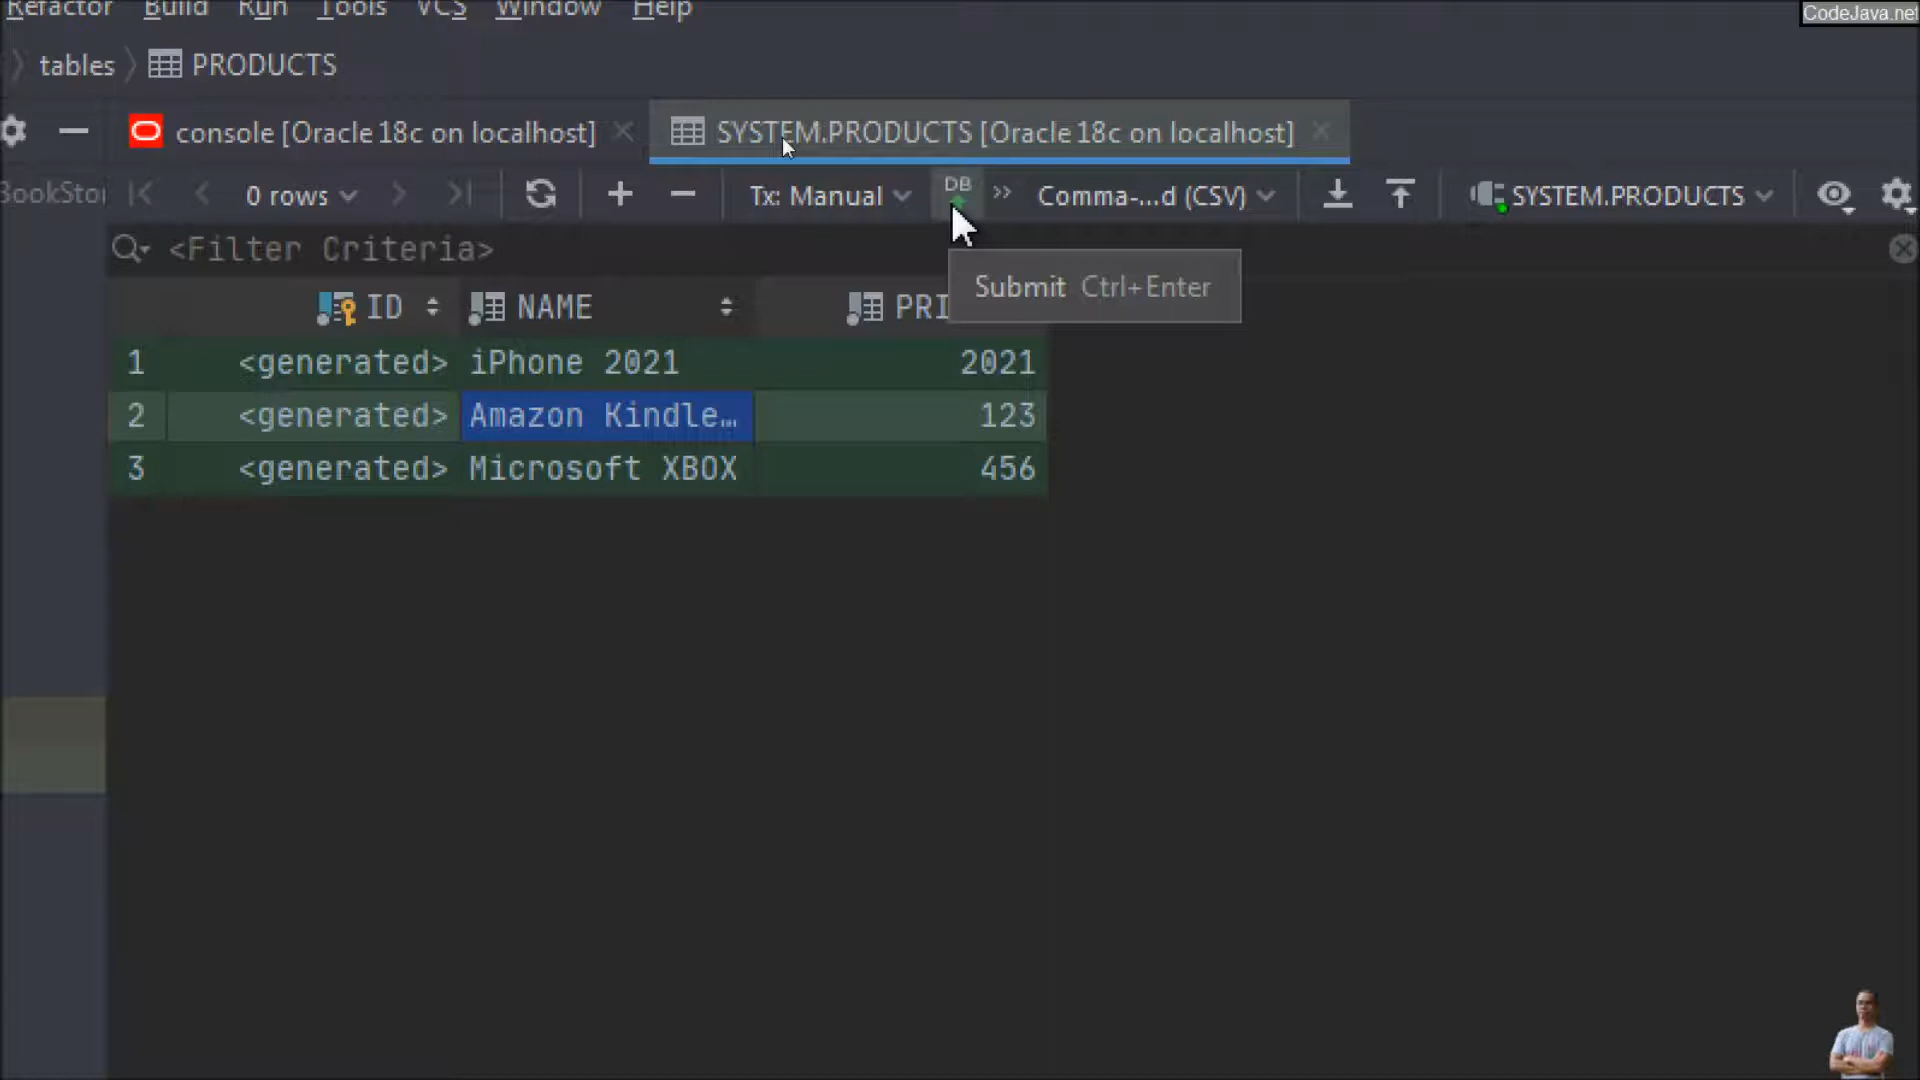 Refactor Build Run Tools VCS Window Help
CodeJava.net
tables PRODUCTS
console [Oracle 18c on localhost] SYSTEM.PRODUCTS [Oracle 18c on localhost]
BookStor 0 rows Tx: Manual DB Comma-...d (CSV) SYSTEM.PRODUCTS
<Filter Criteria>
Submit Ctrl+Enter
ID NAME PRI
1 <generated> iPhone 2021 2021
2 <generated> Amazon Kindle… 123
3 <generated> Microsoft XBOX 456